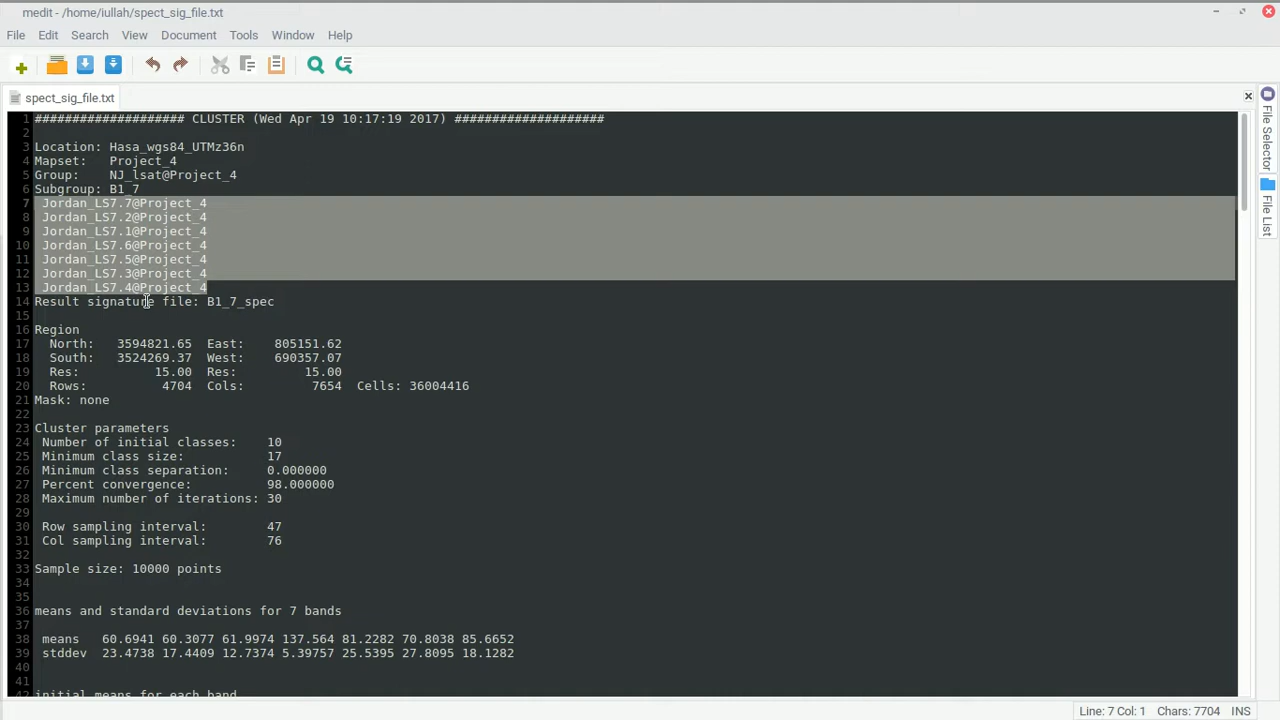 medit - /home/iullah/spect_sig_file.txt
File Edit Search View Document Tools Window Help
spect_sig_file.txt
1 #################### CLUSTER (Wed Apr 19 10:17:19 2017) ####################
2
3 Location: Hasa_wgs84_UTMz36n
4 Mapset:   Project_4
5 Group:    NJ_lsat@Project_4
6 Subgroup: B1_7
7  Jordan_LS7.7@Project_4
8  Jordan_LS7.2@Project_4
9  Jordan_LS7.1@Project_4
10  Jordan_LS7.6@Project_4
11  Jordan_LS7.5@Project_4
12  Jordan_LS7.3@Project_4
13  Jordan_LS7.4@Project_4
14 Result signature file: B1_7_spec
15
16 Region
17   North:   3594821.65  East:    805151.62
18   South:   3524269.37  West:    690357.07
19   Res:          15.00  Res:         15.00
20   Rows:          4704  Cols:         7654  Cells: 36004416
21 Mask: none
22
23 Cluster parameters
24  Number of initial classes:    10
25  Minimum class size:           17
26  Minimum class separation:     0.000000
27  Percent convergence:          98.000000
28  Maximum number of iterations: 30
29
30  Row sampling interval:        47
31  Col sampling interval:        76
32
33 Sample size: 10000 points
34
35
36 means and standard deviations for 7 bands
37
38  means   60.6941 60.3077 61.9974 137.564 81.2282 70.8038 85.6652
39  stddev  23.4738 17.4409 12.7374 5.39757 25.5395 27.8095 18.1282
40
41
42 initial means for each band
File Selector
File List
Line: 7 Col: 1 Chars: 7704 INS